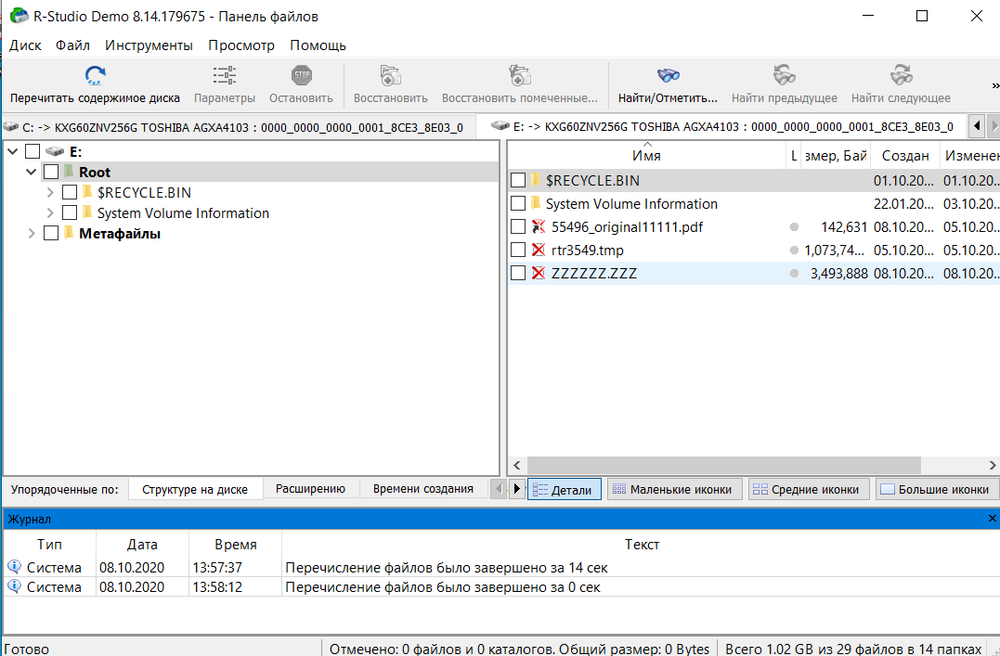 R-Studio Demo 8.14.179675 - Панель файлов
Диск Файл Инструменты Просмотр Помощь
Перечитать содержимое диска Параметры Остановить Восстановить Восстановить помеченные... Найти/Отметить... Найти предыдущее Найти следующее »
C: -> KXG60ZNV256G TOSHIBA AGXA4103 : 0000_0000_0000_0001_8CE3_8E03_0 E: -> KXG60ZNV256G TOSHIBA AGXA4103 : 0000_0000_0000_0001_8CE3_8E03_0
E:
Root
$RECYCLE.BIN
System Volume Information
Метафайлы
Имя L змер, Бай Создан Изменен
$RECYCLE.BIN 01.10.20... 01.10.20...
System Volume Information 22.01.20... 03.10.20...
55496_original11111.pdf 142,631 08.10.20... 05.10.20...
rtr3549.tmp 1,073,74... 05.10.20... 05.10.20...
ZZZZZZ.ZZZ 3,493,888 08.10.20... 08.10.20...
Упорядоченные по: Структуре на диске Расширению Времени создания Детали Маленькие иконки Средние иконки Большие иконки
Журнал
Тип Дата Время Текст
Система 08.10.2020 13:57:37 Перечисление файлов было завершено за 14 сек
Система 08.10.2020 13:58:12 Перечисление файлов было завершено за 0 сек
Готово Отмечено: 0 файлов и 0 каталогов. Общий размер: 0 Bytes Всего 1.02 GB из 29 файлов в 14 папках